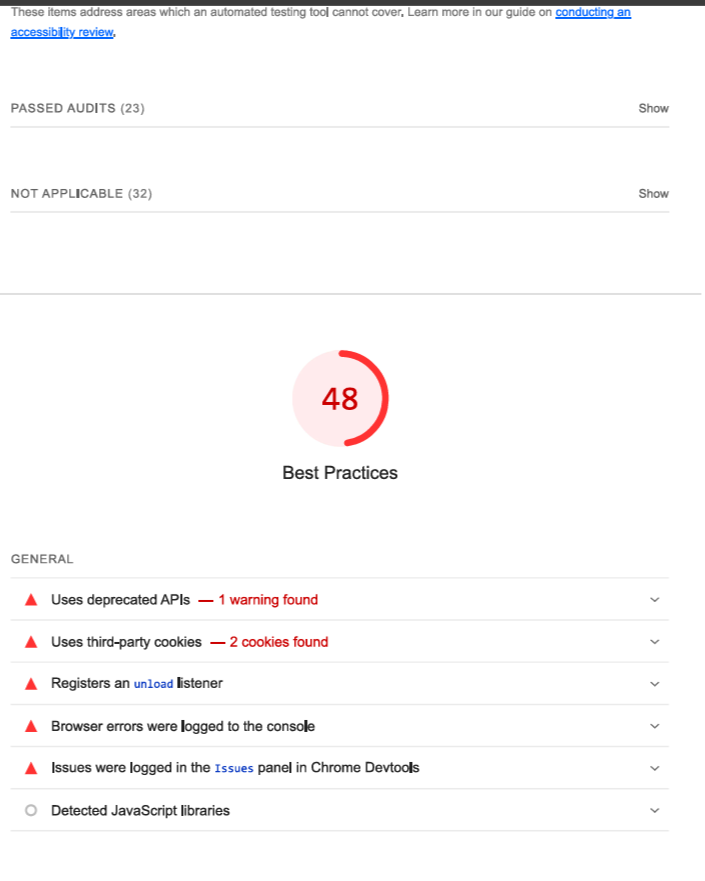 These items address areas which an automated testing tool cannot cover. Learn more in our guide on conducting an
accessibility review.
PASSED AUDITS (23) Show
NOT APPLICABLE (32) Show
48
Best Practices
GENERAL
Uses deprecated APIs — 1 warning found
Uses third-party cookies — 2 cookies found
Registers an unload listener
Browser errors were logged to the console
Issues were logged in the Issues panel in Chrome Devtools
Detected JavaScript libraries